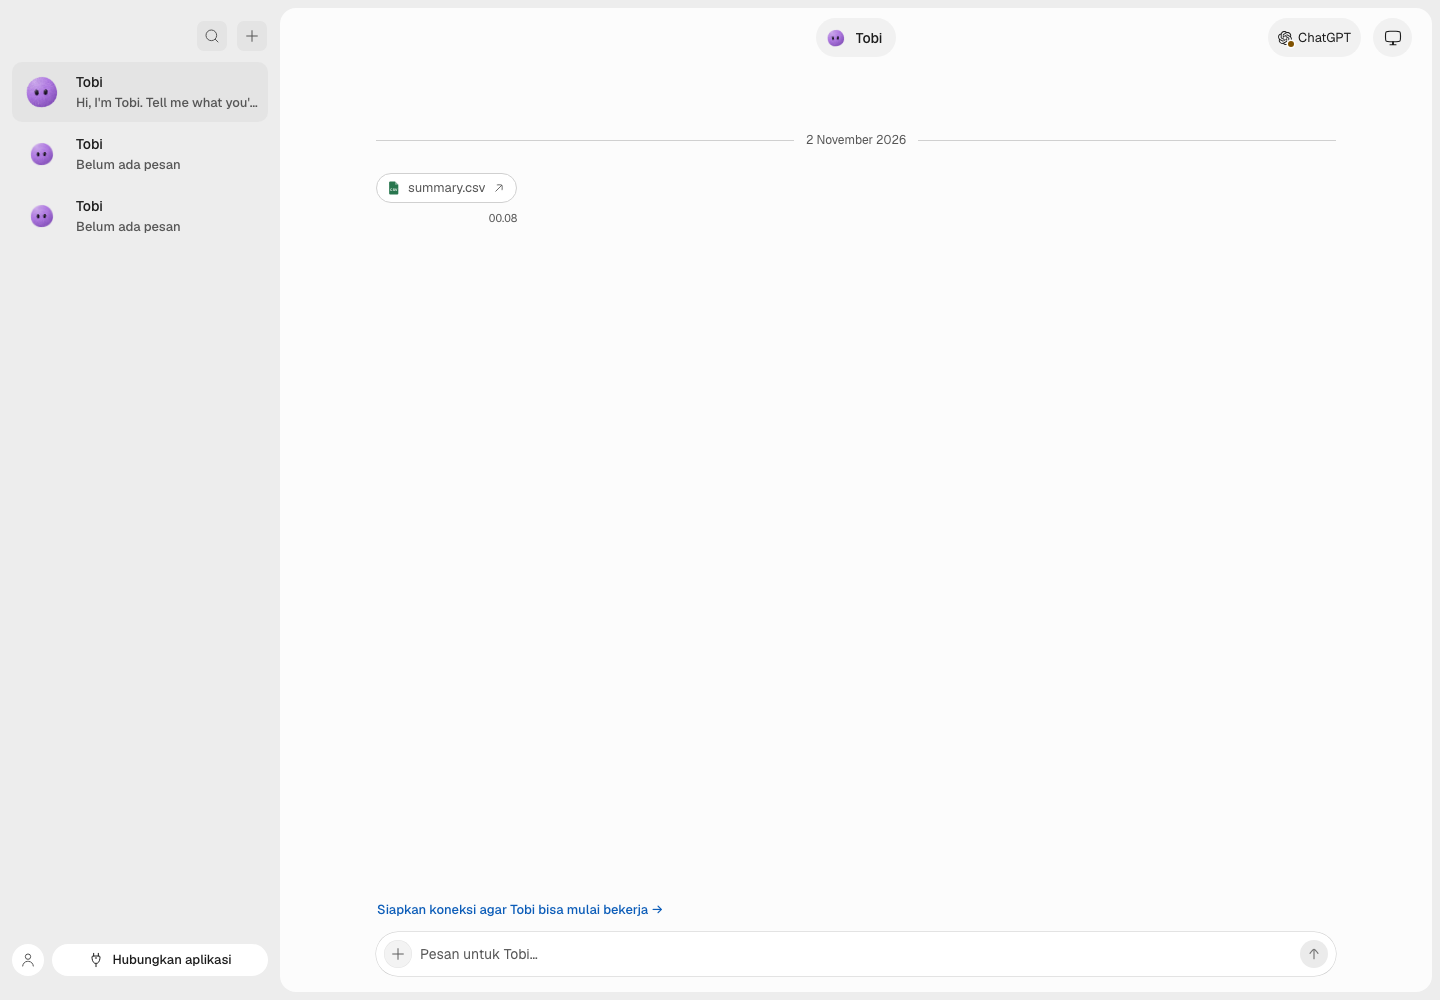 Tobi
Hi, I'm Tobi. Tell me what you'...
Tobi
Belum ada pesan
Tobi
Belum ada pesan
Hubungkan aplikasi
Tobi
ChatGPT
2 November 2026
summary.csv
00.08
Siapkan koneksi agar Tobi bisa mulai bekerja →
Pesan untuk Tobi...